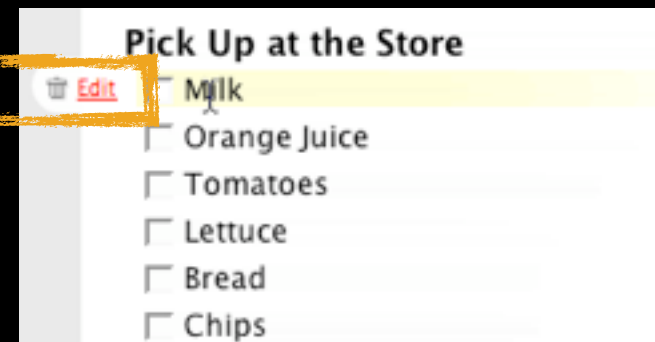 Pick Up at the Store
Edit Milk
Orange Juice
Tomatoes
Lettuce
Bread
Chips